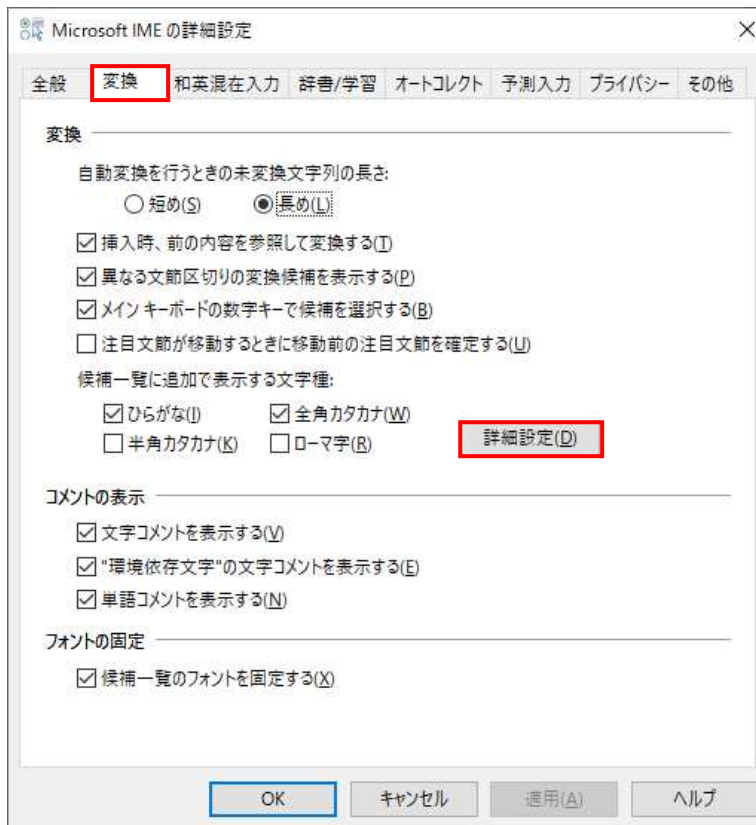 Microsoft IME の詳細設定
全般 変換 和英混在入力 辞書/学習 オートコレクト 予測入力 プライバシー その他
変換
自動変換を行うときの未変換文字列の長さ:
短め(S) 長め(L)
挿入時、前の内容を参照して変換する(T)
異なる文節区切りの変換候補を表示する(P)
メイン キーボードの数字キーで候補を選択する(B)
注目文節が移動するときに移動前の注目文節を確定する(U)
候補一覧に追加で表示する文字種:
ひらがな(I) 全角カタカナ(W)
半角カタカナ(K) ローマ字(R) 詳細設定(D)
コメントの表示
文字コメントを表示する(V)
"環境依存文字"の文字コメントを表示する(E)
単語コメントを表示する(N)
フォントの固定
候補一覧のフォントを固定する(X)
OK キャンセル 適用(A) ヘルプ